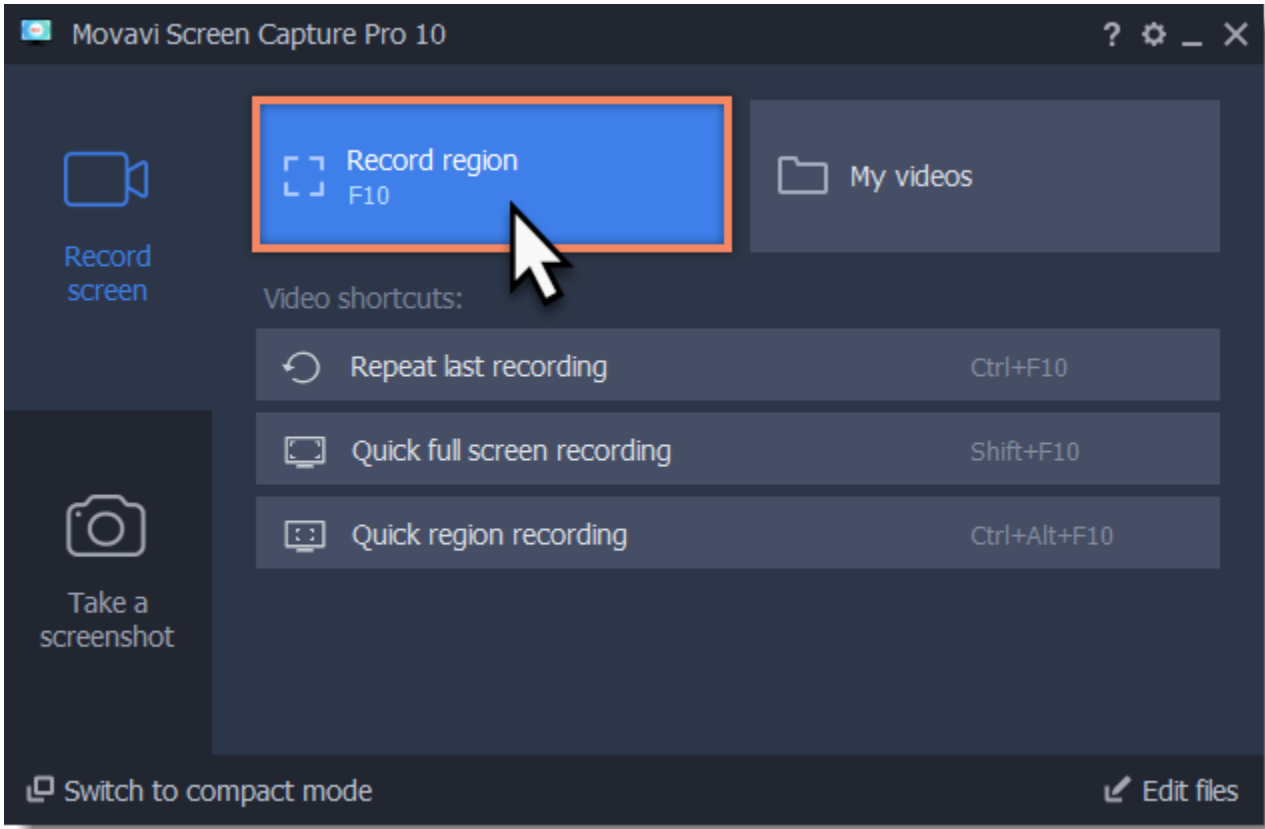 Movavi Screen Capture Pro 10
?
Record region
F10
My videos
Record
screen
Video shortcuts:
Repeat last recording Ctrl+F10
Quick full screen recording Shift+F10
Quick region recording Ctrl+Alt+F10
Take a
screenshot
Switch to compact mode
Edit files